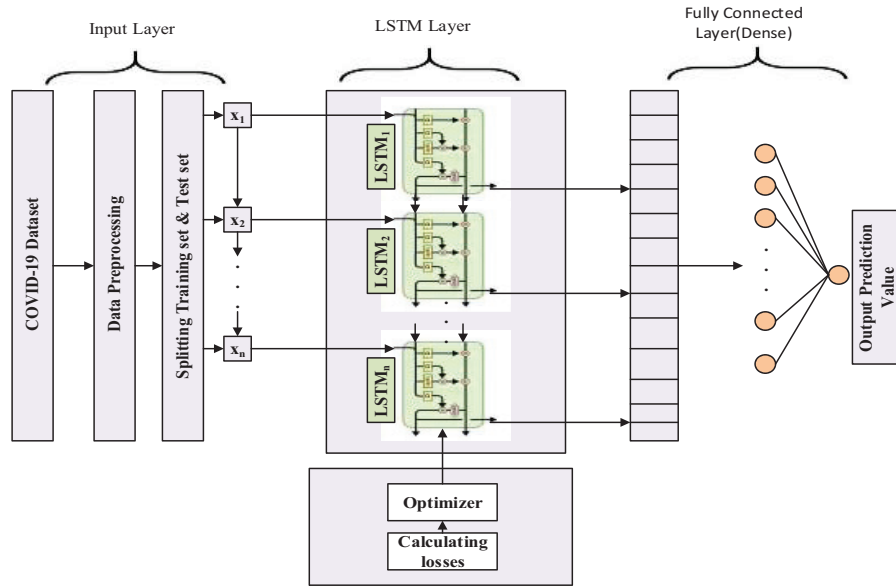 Input Layer
LSTM Layer
Fully Connected
Layer(Dense)
COVID-19 Dataset
Data Preprocessing
Splitting Training set & Test set
x1
x2
xn
LSTM1
LSTM2
LSTMn
Optimizer
Calculating
losses
Output Prediction
Value